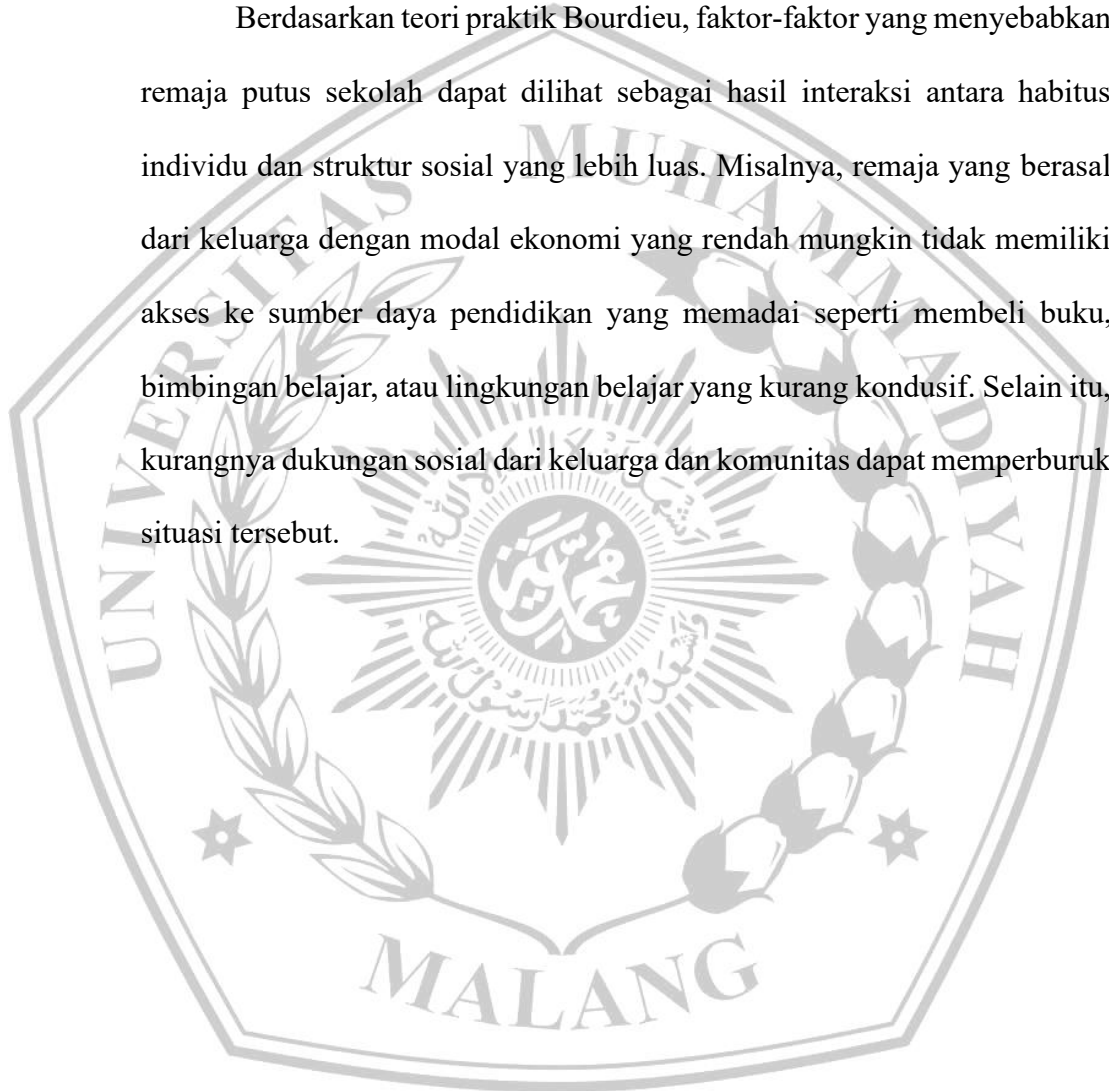 Berdasarkan teori praktik Bourdieu, faktor-faktor yang menyebabkan
remaja putus sekolah dapat dilihat sebagai hasil interaksi antara habitus
individu dan struktur sosial yang lebih luas. Misalnya, remaja yang berasal
dari keluarga dengan modal ekonomi yang rendah mungkin tidak memiliki
akses ke sumber daya pendidikan yang memadai seperti membeli buku,
bimbingan belajar, atau lingkungan belajar yang kurang kondusif. Selain itu,
kurangnya dukungan sosial dari keluarga dan komunitas dapat memperburuk
situasi tersebut.
UNIVERSITAS MUHAMMADIYAH
MALANG